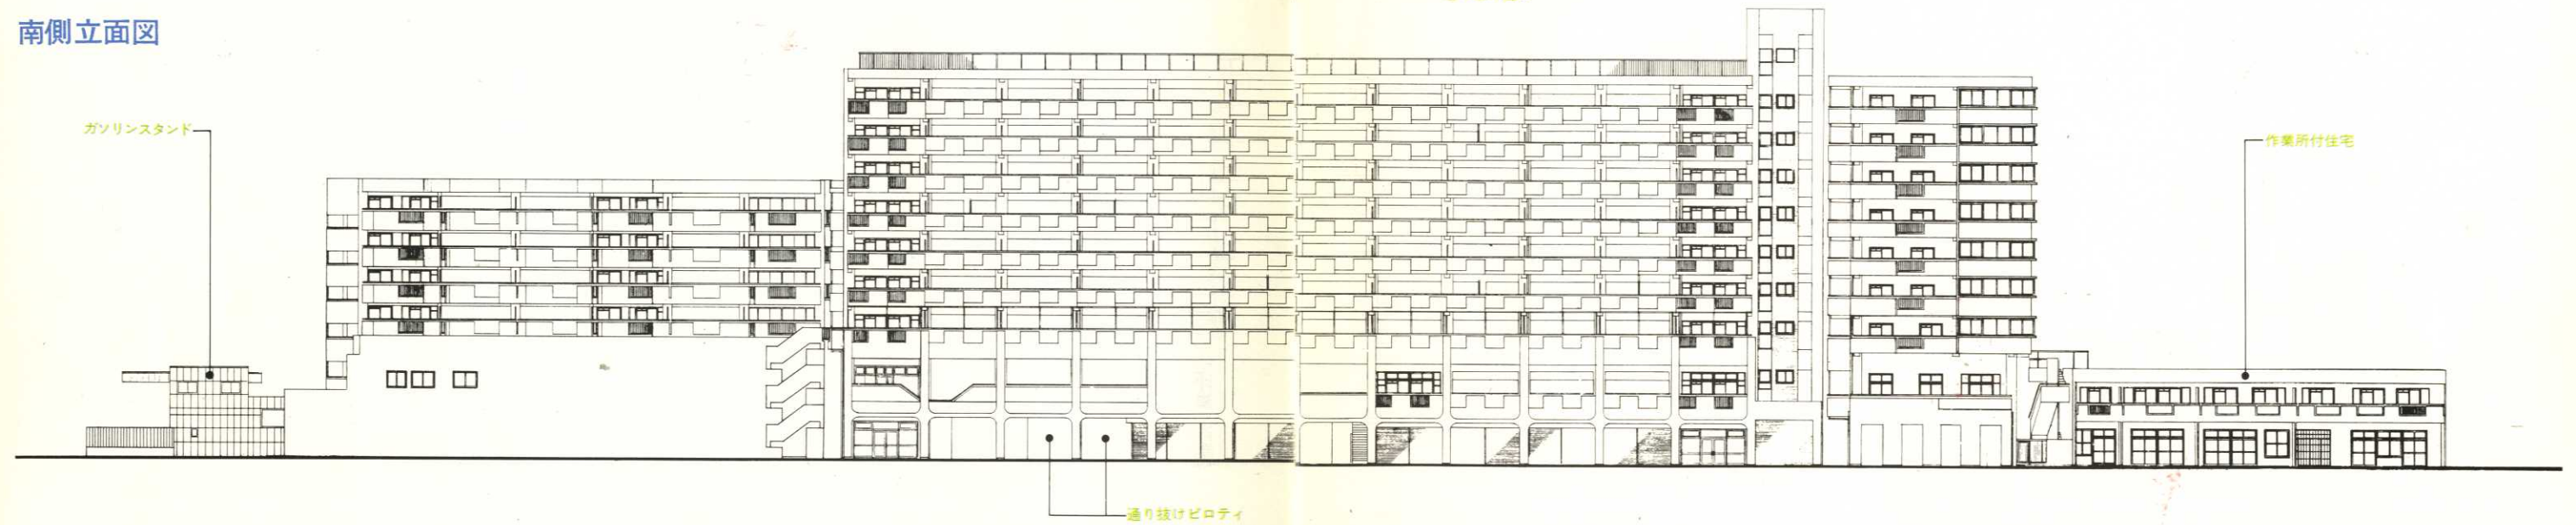 南側立面図
ガソリンスタンド
作業所付住宅
通り抜けピロティ